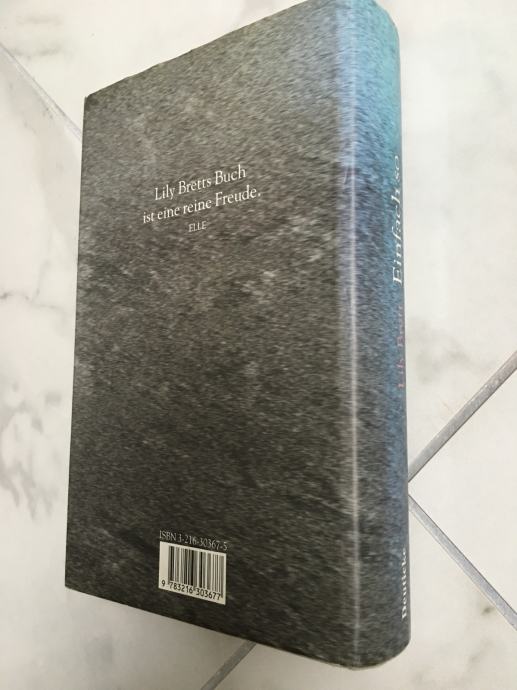 Lily Bretts Buch
ist eine reine Freude.
ELLE
ISBN 3-216-30367-5
9 783216 303677
Lily Brett Einfach so
Deuticke